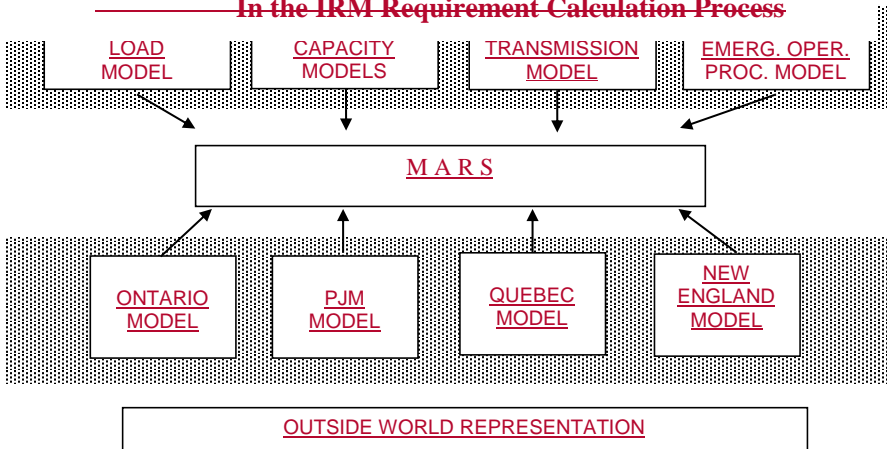 In the IRM Requirement Calculation Process
LOAD
MODEL
CAPACITY
MODELS
TRANSMISSION
MODEL
EMERG. OPER.
PROC. MODEL
M A R S
ONTARIO
MODEL
PJM
MODEL
QUEBEC
MODEL
NEW
ENGLAND
MODEL
OUTSIDE WORLD REPRESENTATION